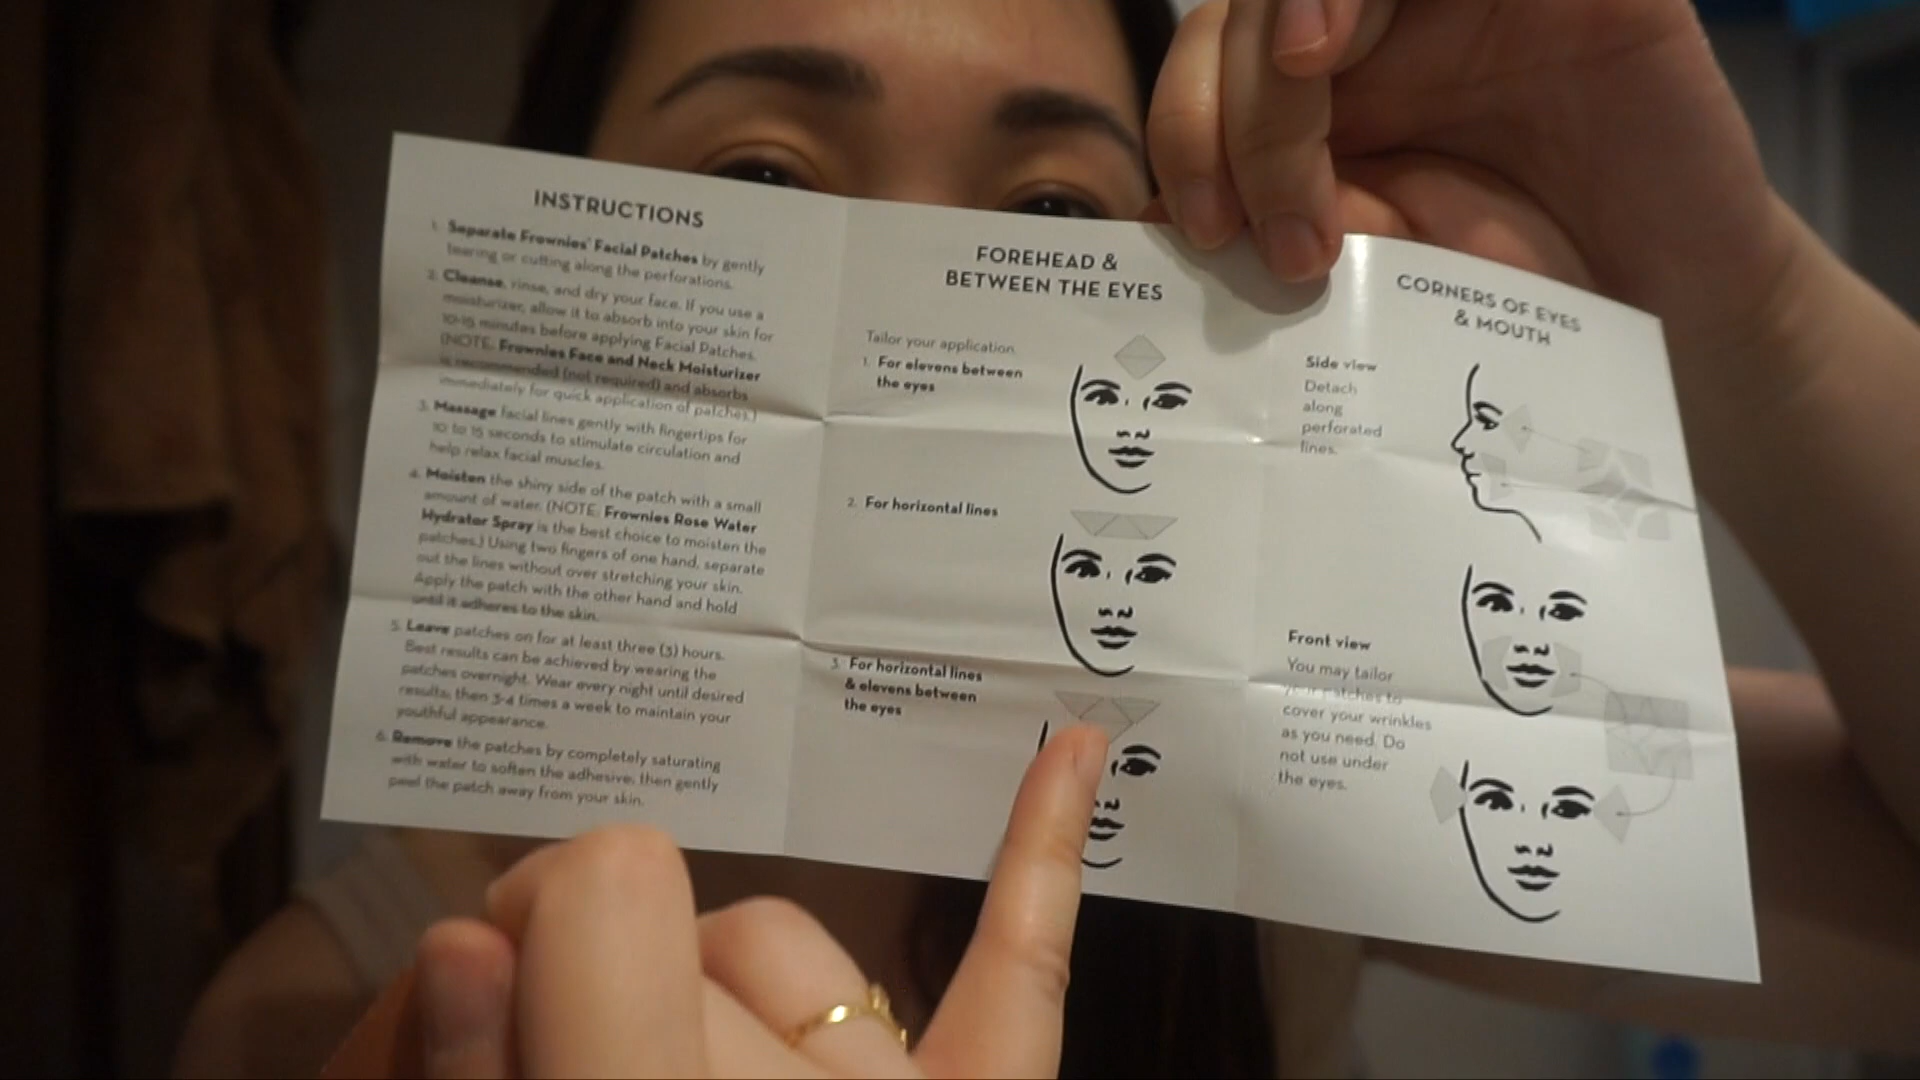 INSTRUCTIONS
1. Separate Frownies' Facial Patches by gently
tearing or cutting along the perforations.
2. Cleanse, rinse, and dry your face. If you use a
moisturizer, allow it to absorb into your skin for
10-15 minutes before applying Facial Patches.
(NOTE: Frownies Face and Neck Moisturizer
is recommended (not required) and absorbs
immediately for quick application of patches.)
3. Massage facial lines gently with fingertips for
10 to 15 seconds to stimulate circulation and
help relax facial muscles.
4. Moisten the shiny side of the patch with a small
amount of water. (NOTE: Frownies Rose Water
Hydrator Spray is the best choice to moisten the
patches.) Using two fingers of one hand, separate
out the lines without over stretching your skin.
Apply the patch with the other hand and hold
until it adheres to the skin.
5. Leave patches on for at least three (3) hours.
Best results can be achieved by wearing the
patches overnight. Wear every night until desired
results; then 3-4 times a week to maintain your
youthful appearance.
6. Remove the patches by completely saturating
with water to soften the adhesive; then gently
peel the patch away from your skin.
FOREHEAD &
BETWEEN THE EYES
Tailor your application.
1. For elevens between
the eyes
2. For horizontal lines
3. For horizontal lines
& elevens between
the eyes
CORNERS OF EYES
& MOUTH
Side view
Detach
along
perforated
lines.
Front view
You may tailor
your patches to
cover your wrinkles
as you need. Do
not use under
the eyes.